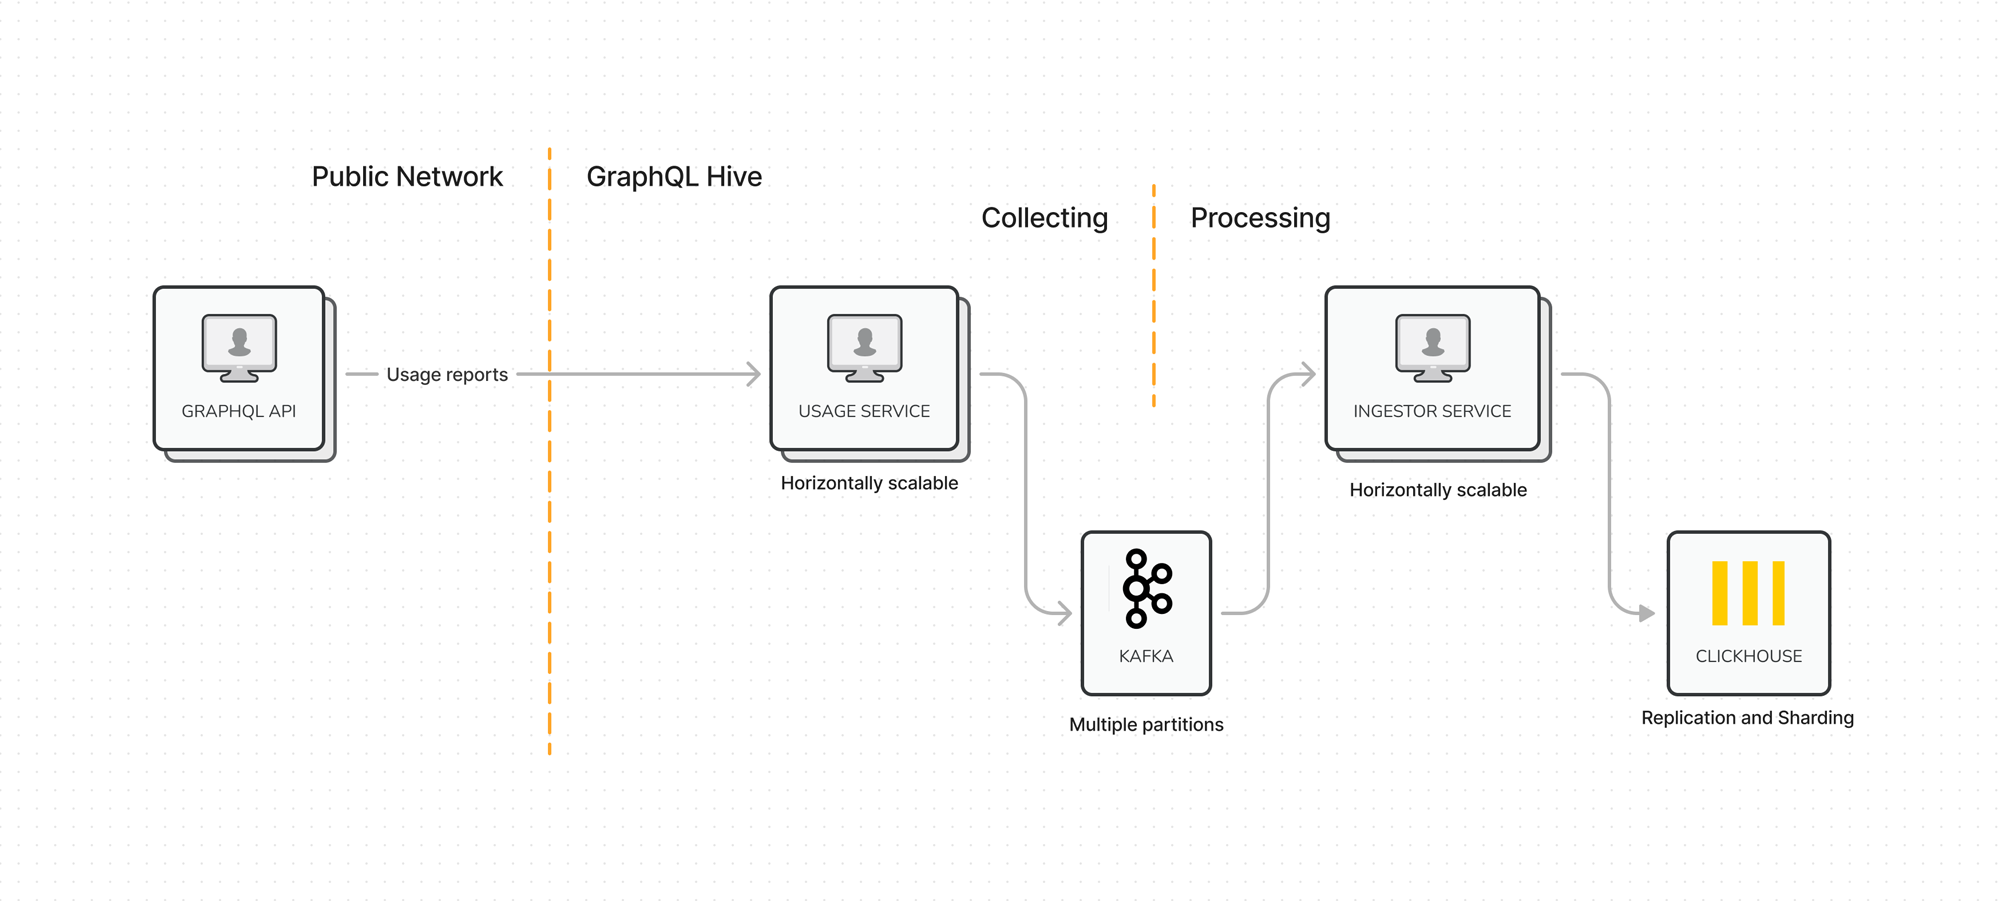 Public Network
GraphQL Hive
Collecting
Processing
GRAPHQL API
Usage reports
USAGE SERVICE
Horizontally scalable
INGESTOR SERVICE
Horizontally scalable
KAFKA
Multiple partitions
CLICKHOUSE
Replication and Sharding